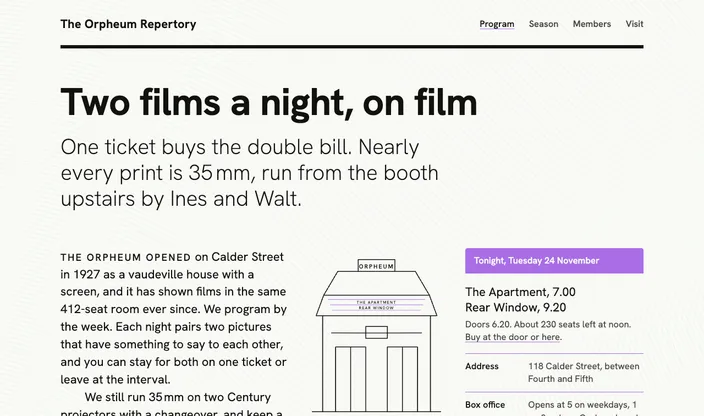 The Orpheum Repertory
Program Season Members Visit
Two films a night, on film
One ticket buys the double bill. Nearly
every print is 35 mm, run from the booth
upstairs by Ines and Walt.
THE ORPHEUM OPENED on Calder Street
in 1927 as a vaudeville house with a
screen, and it has shown films in the same
412-seat room ever since. We program by
the week. Each night pairs two pictures
that have something to say to each other,
and you can stay for both on one ticket or
leave at the interval.
We still run 35 mm on two Century
projectors with a changeover, and keep a
ORPHEUM
THE APARTMENT
REAR WINDOW
Tonight, Tuesday 24 November
The Apartment, 7.00
Rear Window, 9.20
Doors 6.20. About 230 seats left at noon.
Buy at the door or here.
Address 118 Calder Street, between
Fourth and Fifth
Box office Opens at 5 on weekdays, 1